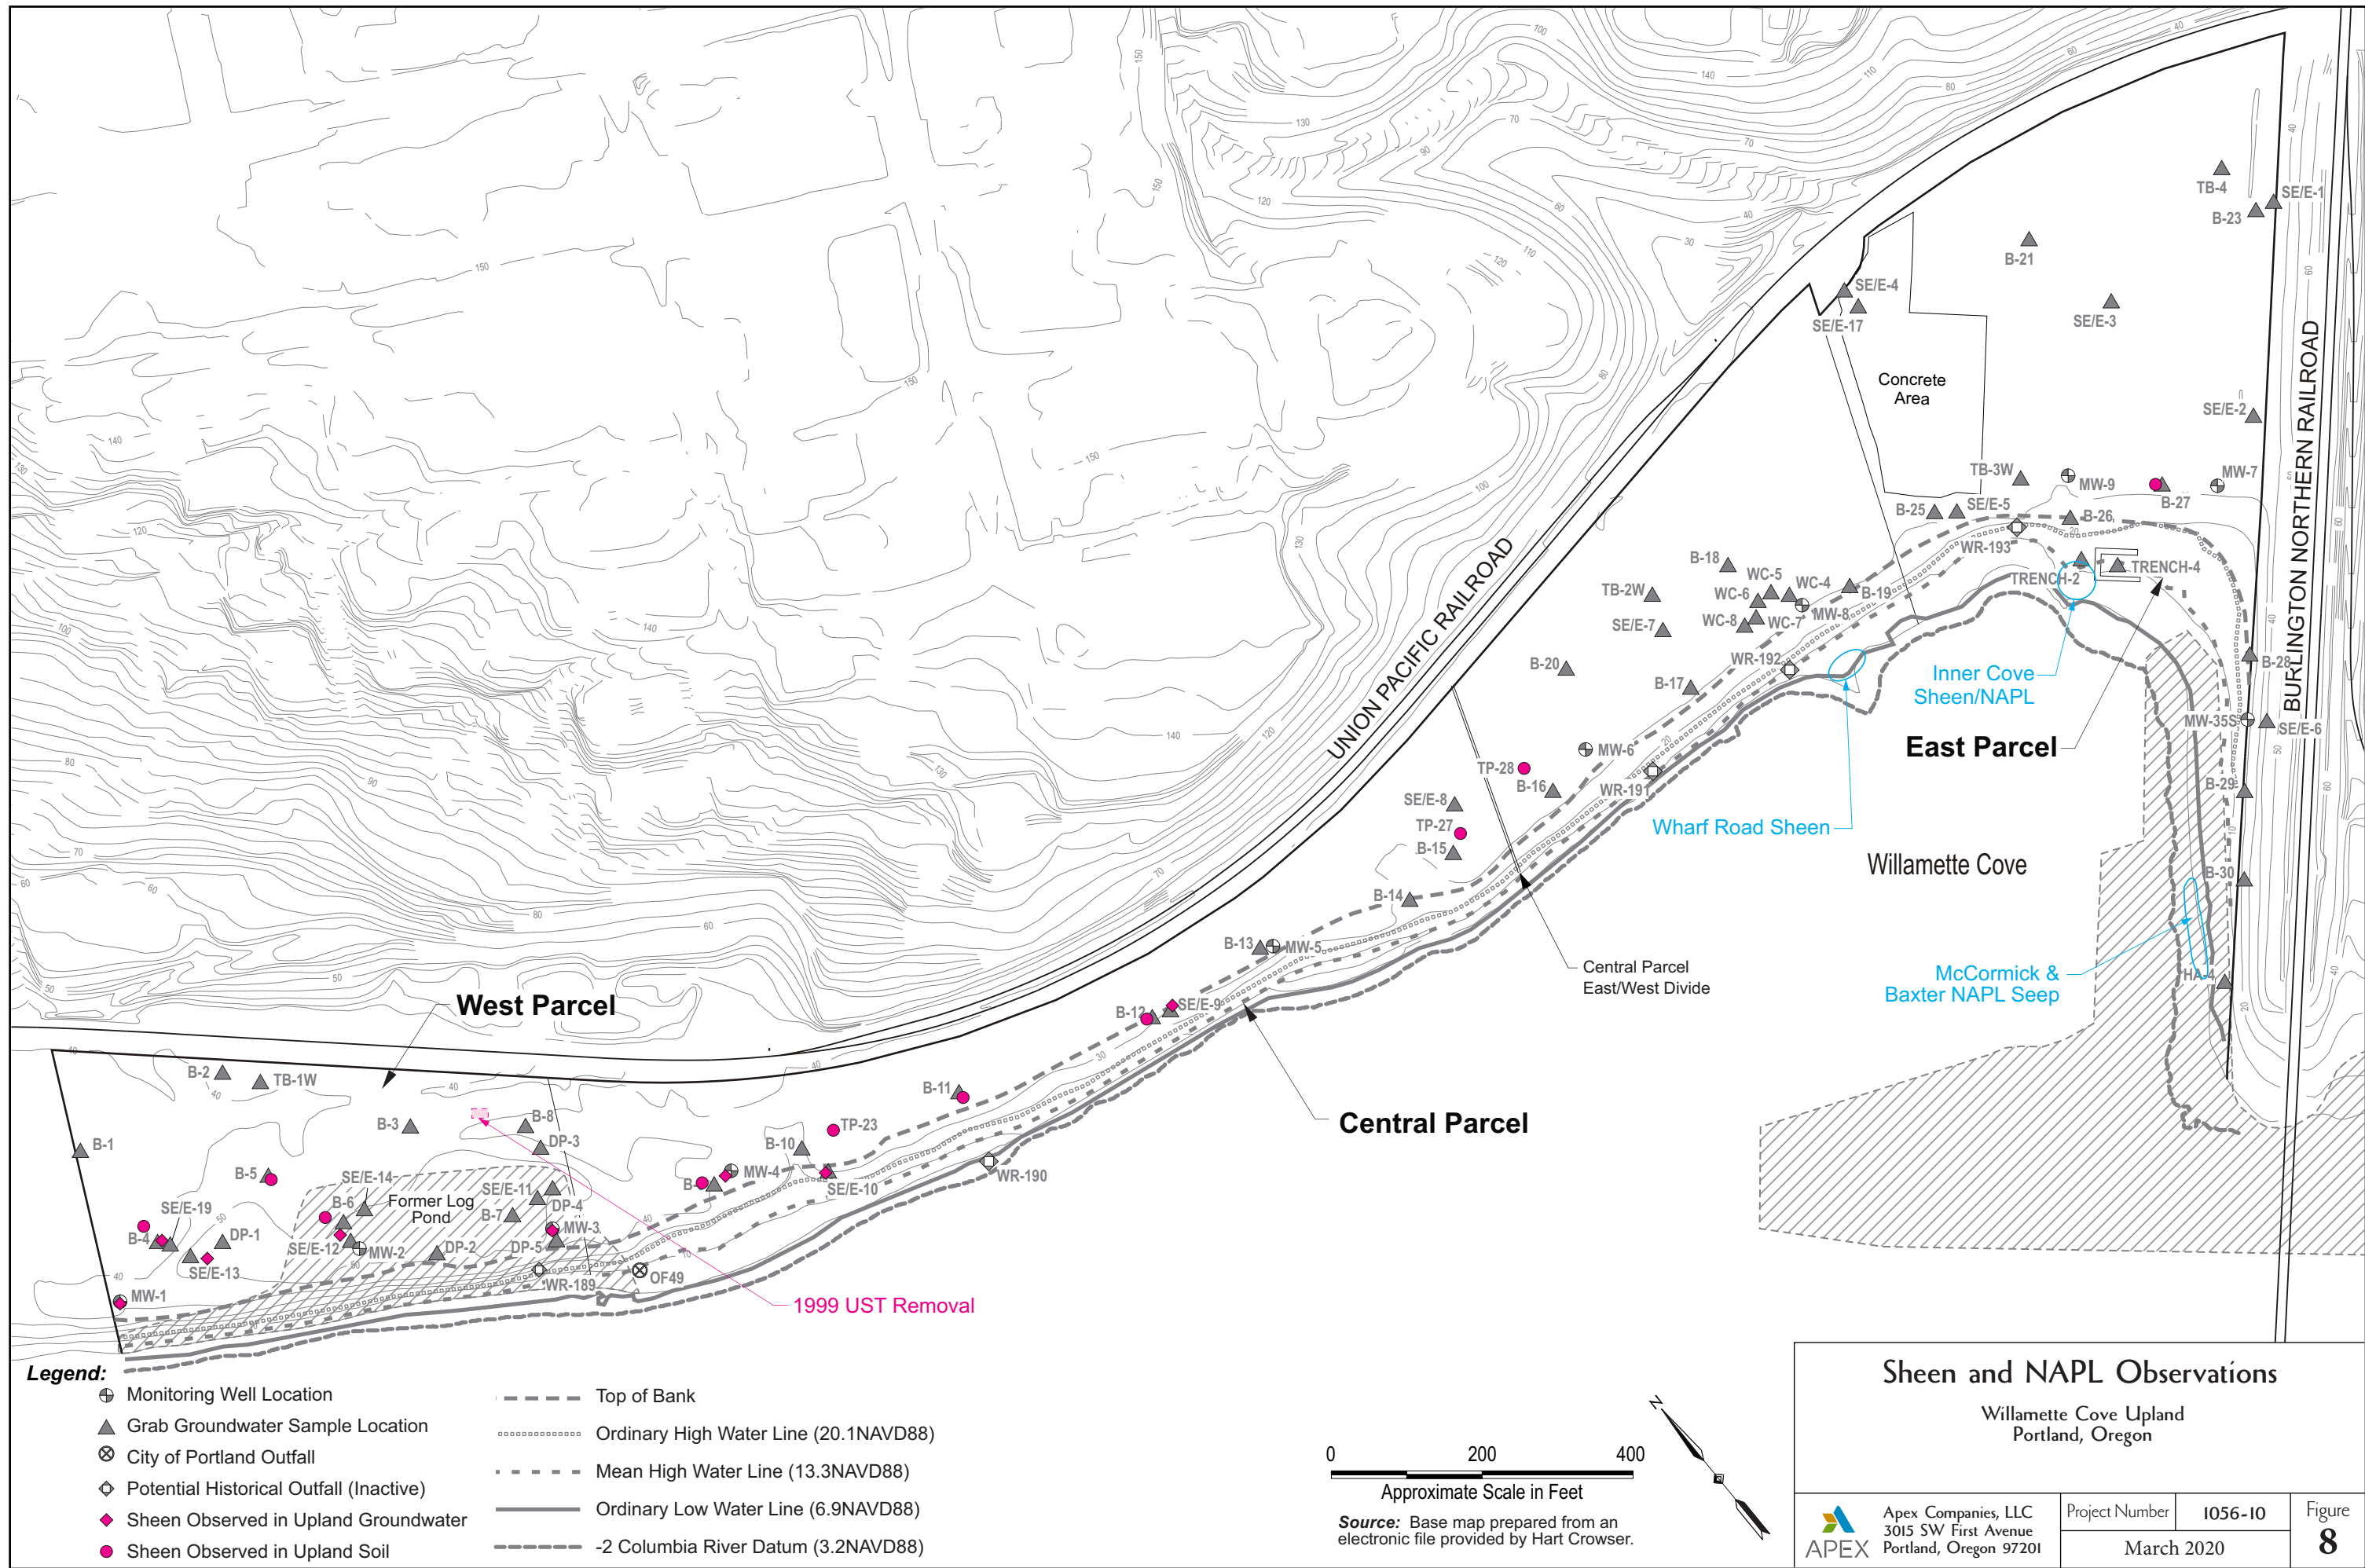 UNION PACIFIC RAILROAD
BURLINGTON NORTHERN RAILROAD
TB-4
SE/E-1
B-23
B-21
SE/E-4
SE/E-17
SE/E-3
Concrete
Area
SE/E-2
TB-3W
MW-9
MW-7
B-27
B-25
SE/E-5
B-26
WR-193
TRENCH-2
TRENCH-4
B-18
WC-5
WC-4
TB-2W
WC-6
B-19
MW-8
WC-8
WC-7
SE/E-7
WR-192
B-20
B-17
B-28
Inner Cove
Sheen/NAPL
MW-35S
SE/E-6
East Parcel
MW-6
TP-28
B-16
WR-191
B-29
SE/E-8
TP-27
B-15
Wharf Road Sheen
Willamette Cove
B-30
B-14
B-13
MW-5
Central Parcel
East/West Divide
McCormick &
Baxter NAPL Seep
HA-4
West Parcel
B-12
SE/E-9
B-2
TB-1W
B-11
Central Parcel
B-3
B-8
DP-3
TP-23
B-10
B-1
B-5
SE/E-14
MW-4
B-
SE/E-10
WR-190
Former Log
Pond
SE/E-11
DP-4
B-6
B-7
SE/E-19
B-4
DP-1
SE/E-13
SE/E-12
MW-2
DP-2
DP-5
MW-3
WR-189
OF49
MW-1
1999 UST Removal
Legend:
Monitoring Well Location
Grab Groundwater Sample Location
City of Portland Outfall
Potential Historical Outfall (Inactive)
Sheen Observed in Upland Groundwater
Sheen Observed in Upland Soil
Top of Bank
Ordinary High Water Line (20.1NAVD88)
Mean High Water Line (13.3NAVD88)
Ordinary Low Water Line (6.9NAVD88)
-2 Columbia River Datum (3.2NAVD88)
0 200 400
Approximate Scale in Feet
Source: Base map prepared from an
electronic file provided by Hart Crowser.
N
Sheen and NAPL Observations
Willamette Cove Upland
Portland, Oregon
APEX
Apex Companies, LLC
3015 SW First Avenue
Portland, Oregon 97201
Project Number 1056-10
March 2020
Figure
8